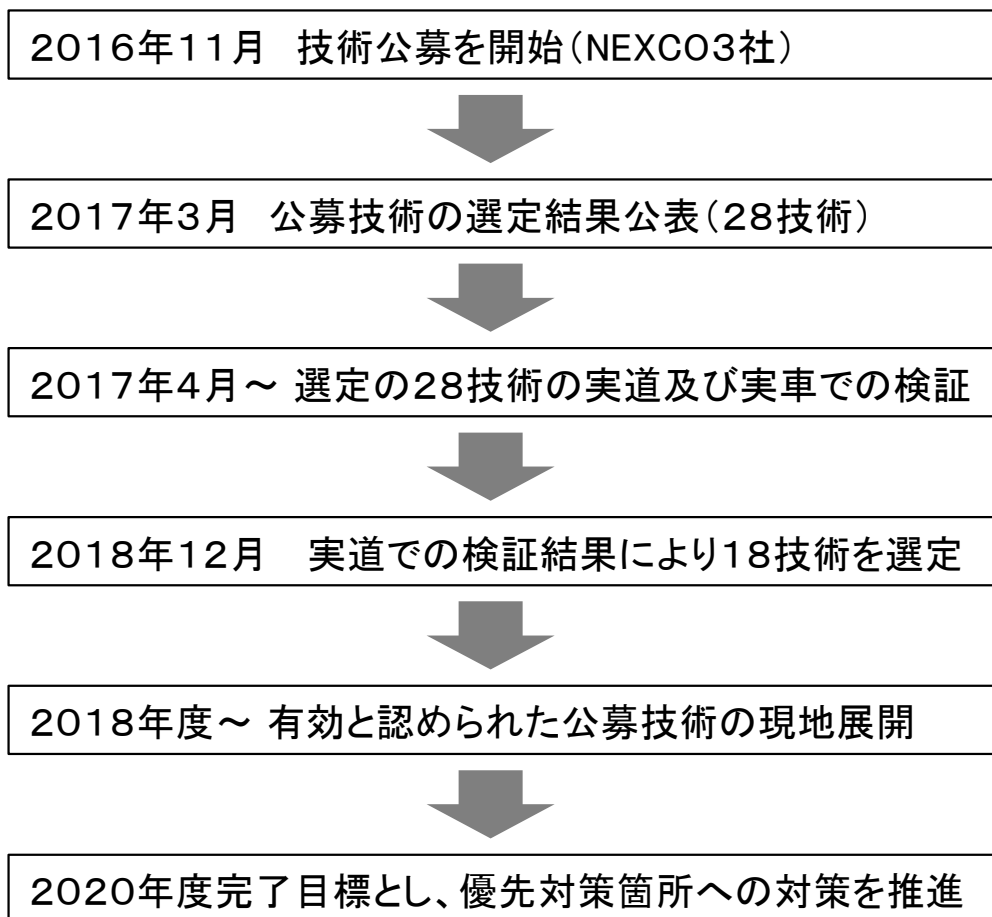 2016年11月　技術公募を開始（NEXCO3社）
2017年3月　公募技術の選定結果公表（28技術）
2017年4月～ 選定の28技術の実道及び実車での検証
2018年12月　実道での検証結果により18技術を選定
2018年度～ 有効と認められた公募技術の現地展開
2020年度完了目標とし、優先対策箇所への対策を推進